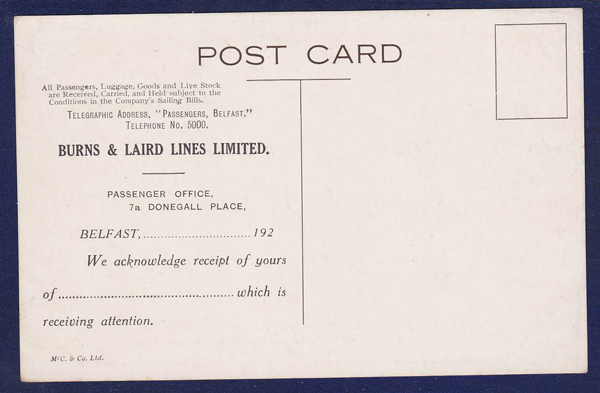 POST CARD
All Passengers, Luggage, Goods and Live Stock
are Received, Carried, and Held subject to the
Conditions in the Company's Sailing Bills.
TELEGRAPHIC ADDRESS, "PASSENGERS, BELFAST."
TELEPHONE NO. 5000.
BURNS & LAIRD LINES LIMITED.
PASSENGER OFFICE,
7a DONEGALL PLACE,
BELFAST,................................192
We acknowledge receipt of yours
of.....................................................which is
receiving attention.
McC. & Co. Ltd.